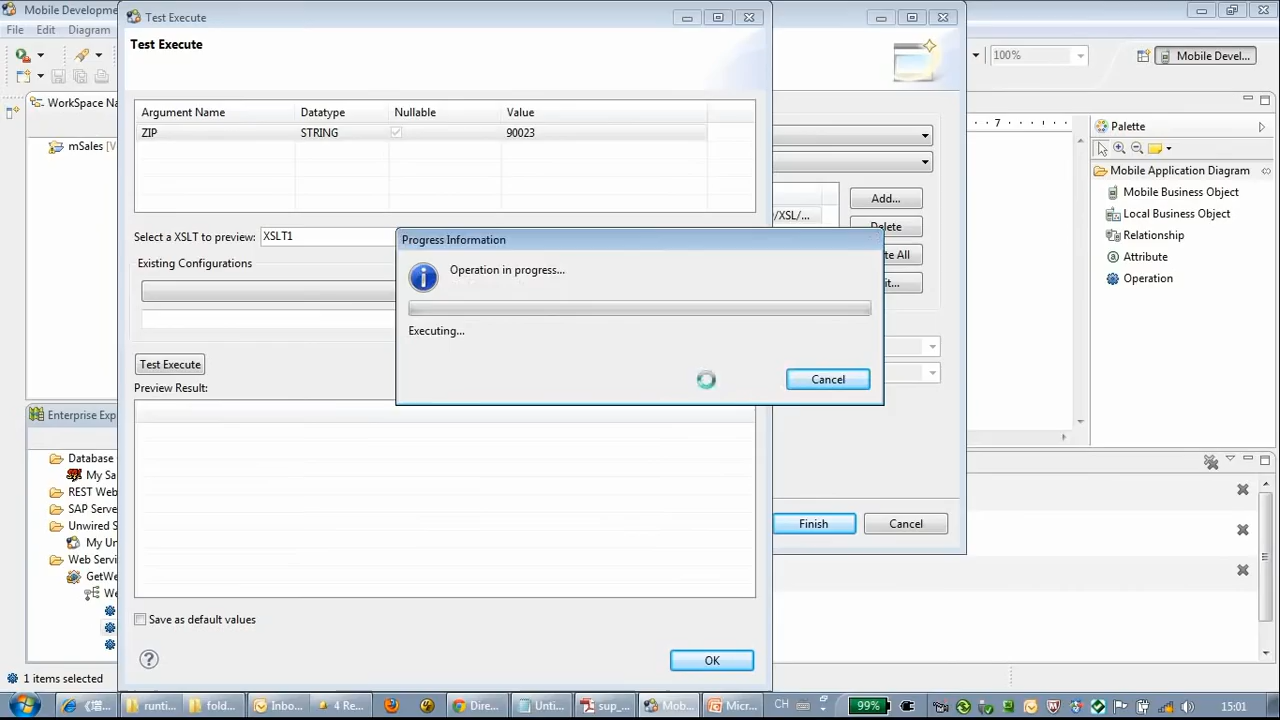 Mobile Developme
Test Execute
File Edit Diagram
Test Execute
100%
Mobile Devel...
Argument Name Datatype Nullable Value
ZIP STRING 90023
WorkSpace Na
mSales [V
7
Palette
Mobile Application Diagram
Mobile Business Object
Local Business Object
Relationship
Attribute
Operation
Add...
/XSL/...
Delete
te All
t...
Select a XSLT to preview: XSLT1
Existing Configurations
Progress Information
Operation in progress...
Executing...
Cancel
Test Execute
Preview Result:
Enterprise Exp
Database
My Sa
REST Web
SAP Server
Unwired S
My Un
Web Servic
GetWe
We
Finish Cancel
Save as default values
OK
1 items selected
runti... fold... Inbo... 4 Re... Dire... Unti... sup_... Mob... Micr... CH 99% 15:01